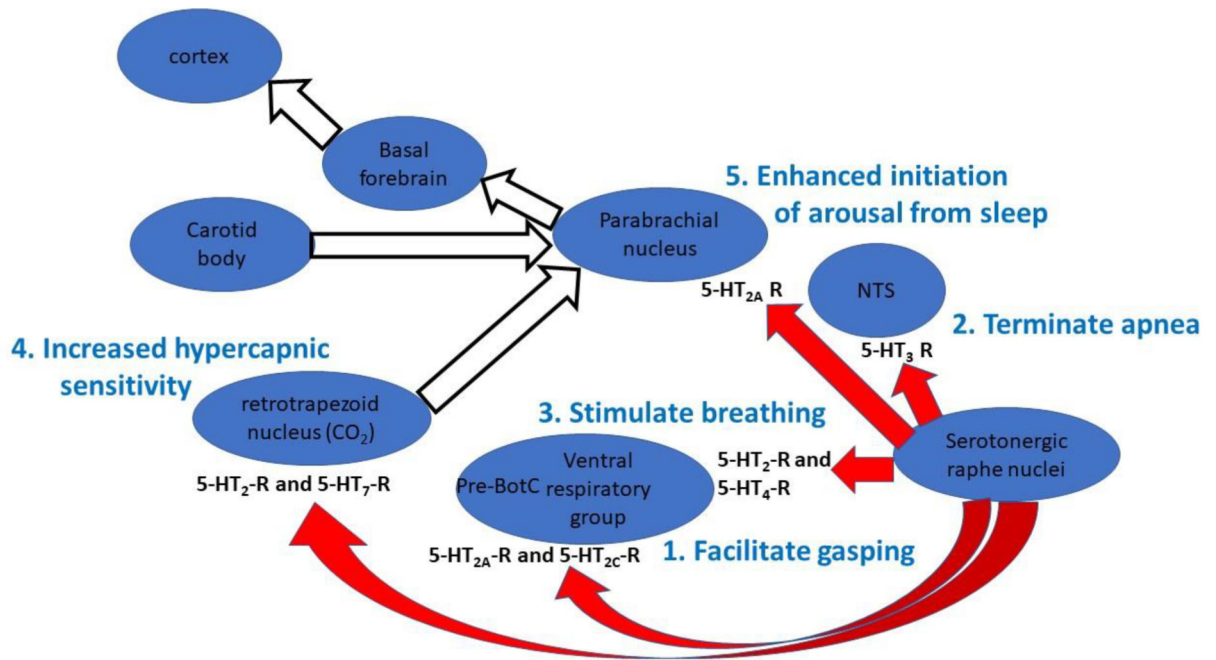 cortex
Basal
forebrain
5. Enhanced initiation
of arousal from sleep
Carotid
body
Parabrachial
nucleus
5-HT₂A R
NTS
2. Terminate apnea
5-HT₃ R
4. Increased hypercapnic
sensitivity
retrotrapezoid
nucleus (CO₂)
5-HT₂-R and 5-HT₇-R
3. Stimulate breathing
Serotonergic
raphe nuclei
Ventral
Pre-BotC respiratory
group
5-HT₂-R and
5-HT₄-R
5-HT₂A-R and 5-HT₂C-R
1. Facilitate gasping